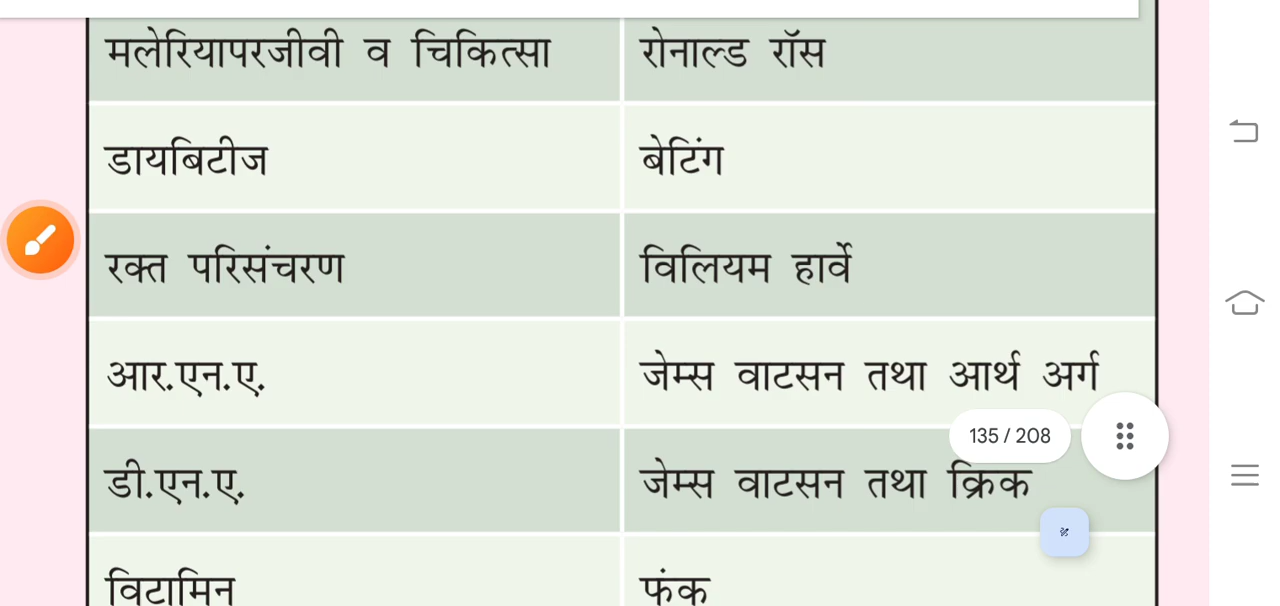 मलेरियापरजीवी व चिकित्सा रोनाल्ड रॉस
डायबिटीज बेटिंग
रक्त परिसंचरण विलियम हार्वे
आर.एन.ए. जेम्स वाटसन तथा आर्थ अर्ग
135 / 208
डी.एन.ए. जेम्स वाटसन तथा क्रिक
विटामिन फंक